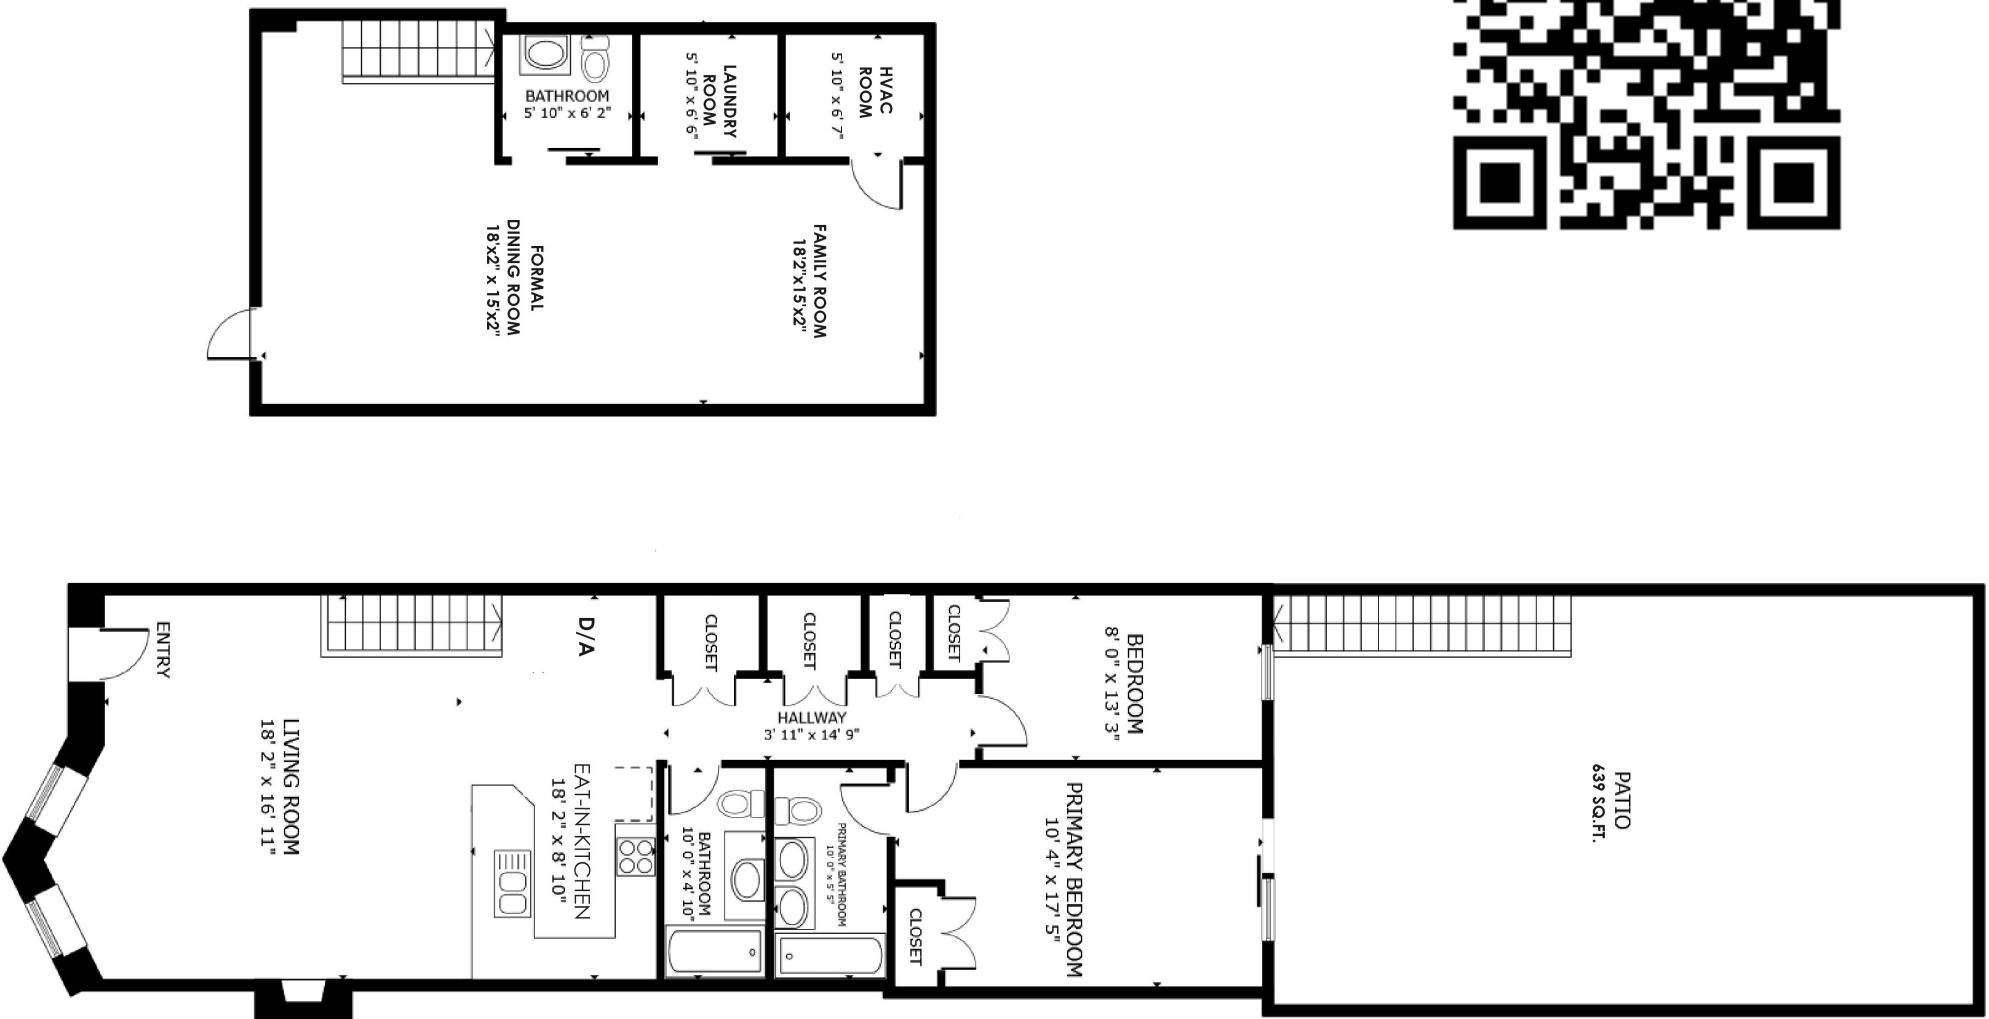 BATHROOM
5' 10" x 6' 2"
LAUNDRY
ROOM
5' 10" x 6' 6"
HVAC
ROOM
5' 10" x 6' 7"
FORMAL
DINING ROOM
18'x2" x 15'x2"
FAMILY ROOM
18'2"x15'x2"
ENTRY
LIVING ROOM
18' 2" x 16' 11"
D/A
EAT-IN-KITCHEN
18' 2" x 8' 10"
CLOSET
CLOSET
CLOSET
CLOSET
HALLWAY
3' 11" x 14' 9"
BEDROOM
8' 0" x 13' 3"
BATHROOM
10' 0" x 4' 10"
PRIMARY BATHROOM
10' 0" x 5' 5"
CLOSET
PRIMARY BEDROOM
10' 4" x 17' 5"
PATIO
639 SQ.FT.